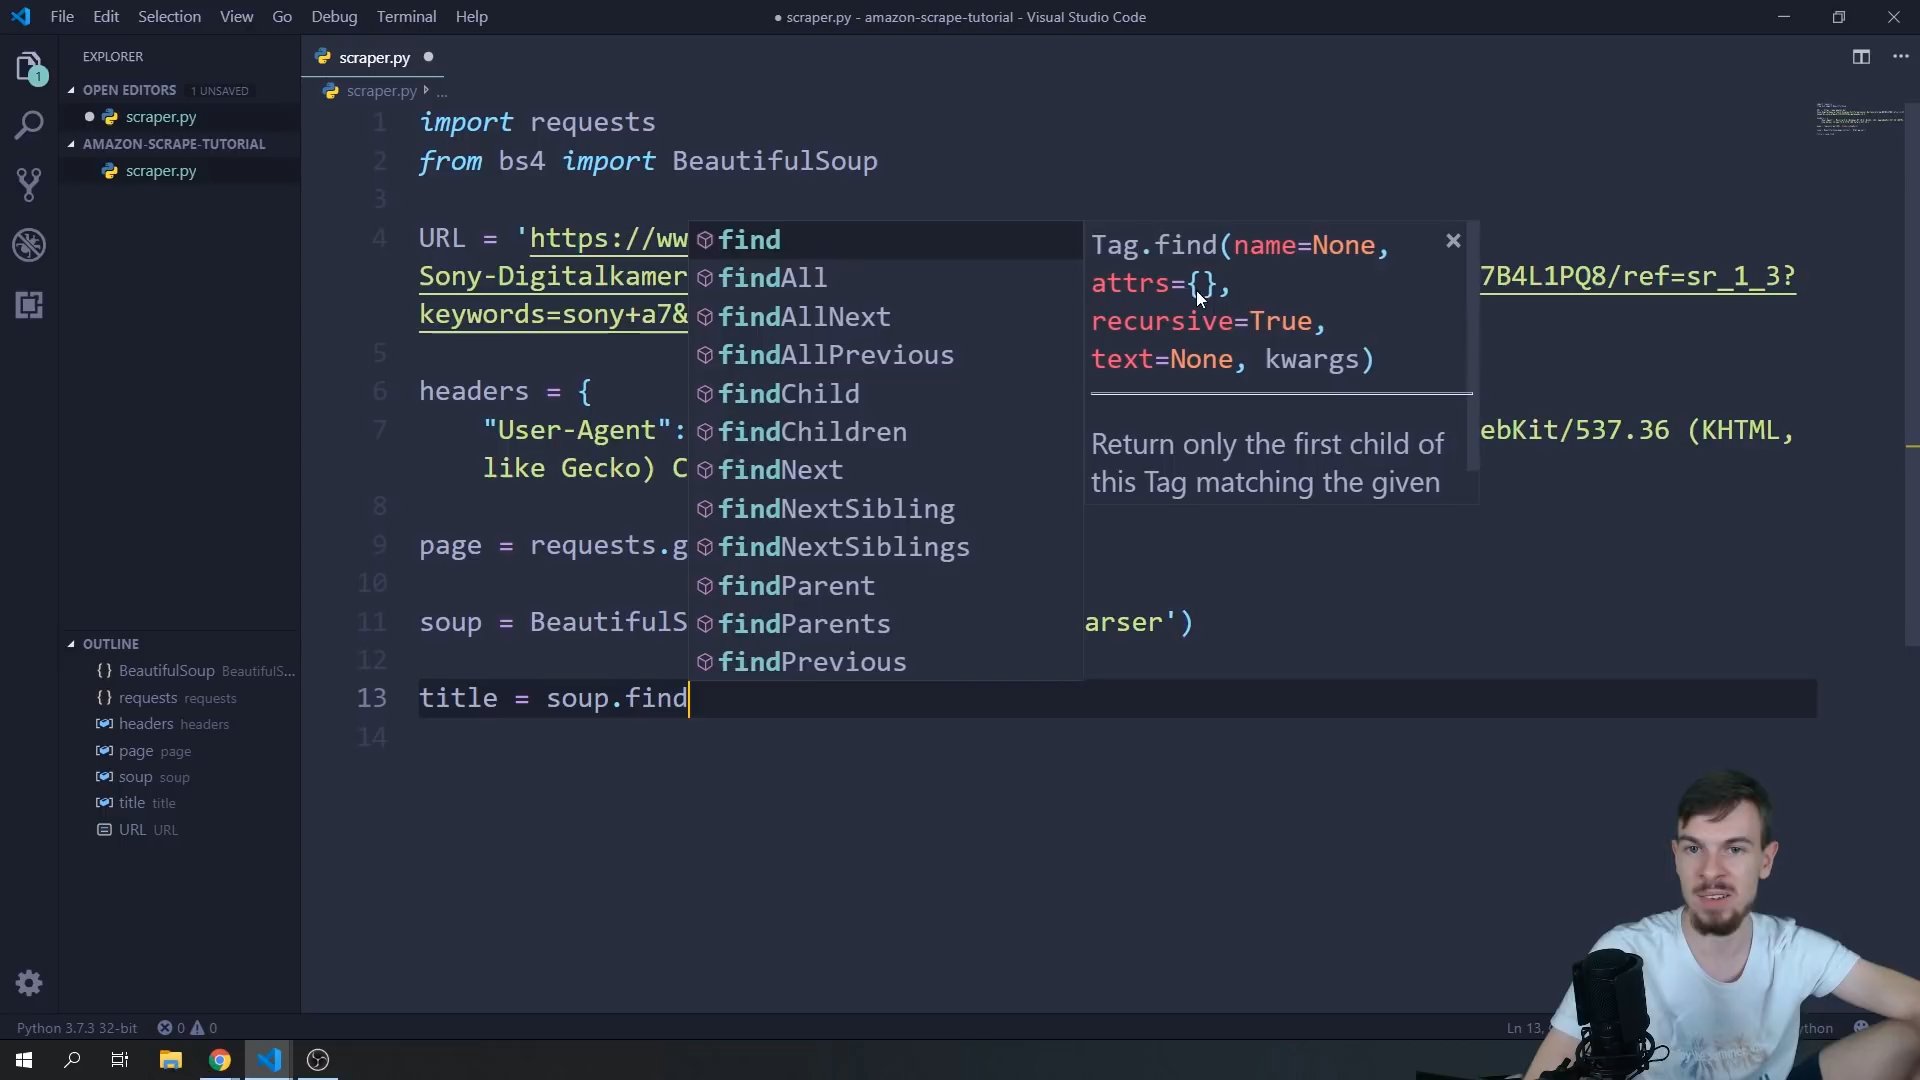 File Edit Selection View Go Debug Terminal Help
● scraper.py - amazon-scrape-tutorial - Visual Studio Code
EXPLORER
OPEN EDITORS 1 UNSAVED
scraper.py
AMAZON-SCRAPE-TUTORIAL
scraper.py
OUTLINE
BeautifulSoup BeautifulS...
requests requests
headers headers
page page
soup soup
title title
URL URL
1
scraper.py
scraper.py ...
1 import requests
2 from bs4 import BeautifulSoup
3
4 URL = 'https://ww
Sony-Digitalkamer 7B4L1PQ8/ref=sr_1_3?
keywords=sony+a7&
5
6 headers = {
7 "User-Agent": ebKit/537.36 (KHTML,
like Gecko) C
8
9 page = requests.g
10
11 soup = BeautifulS arser')
12
13 title = soup.find
14
find
findAll
findAllNext
findAllPrevious
findChild
findChildren
findNext
findNextSibling
findNextSiblings
findParent
findParents
findPrevious
Tag.find(name=None,
attrs={},
recursive=True,
text=None, kwargs)
Return only the first child of
this Tag matching the given
Python 3.7.3 32-bit 0 0
Ln 13, thon